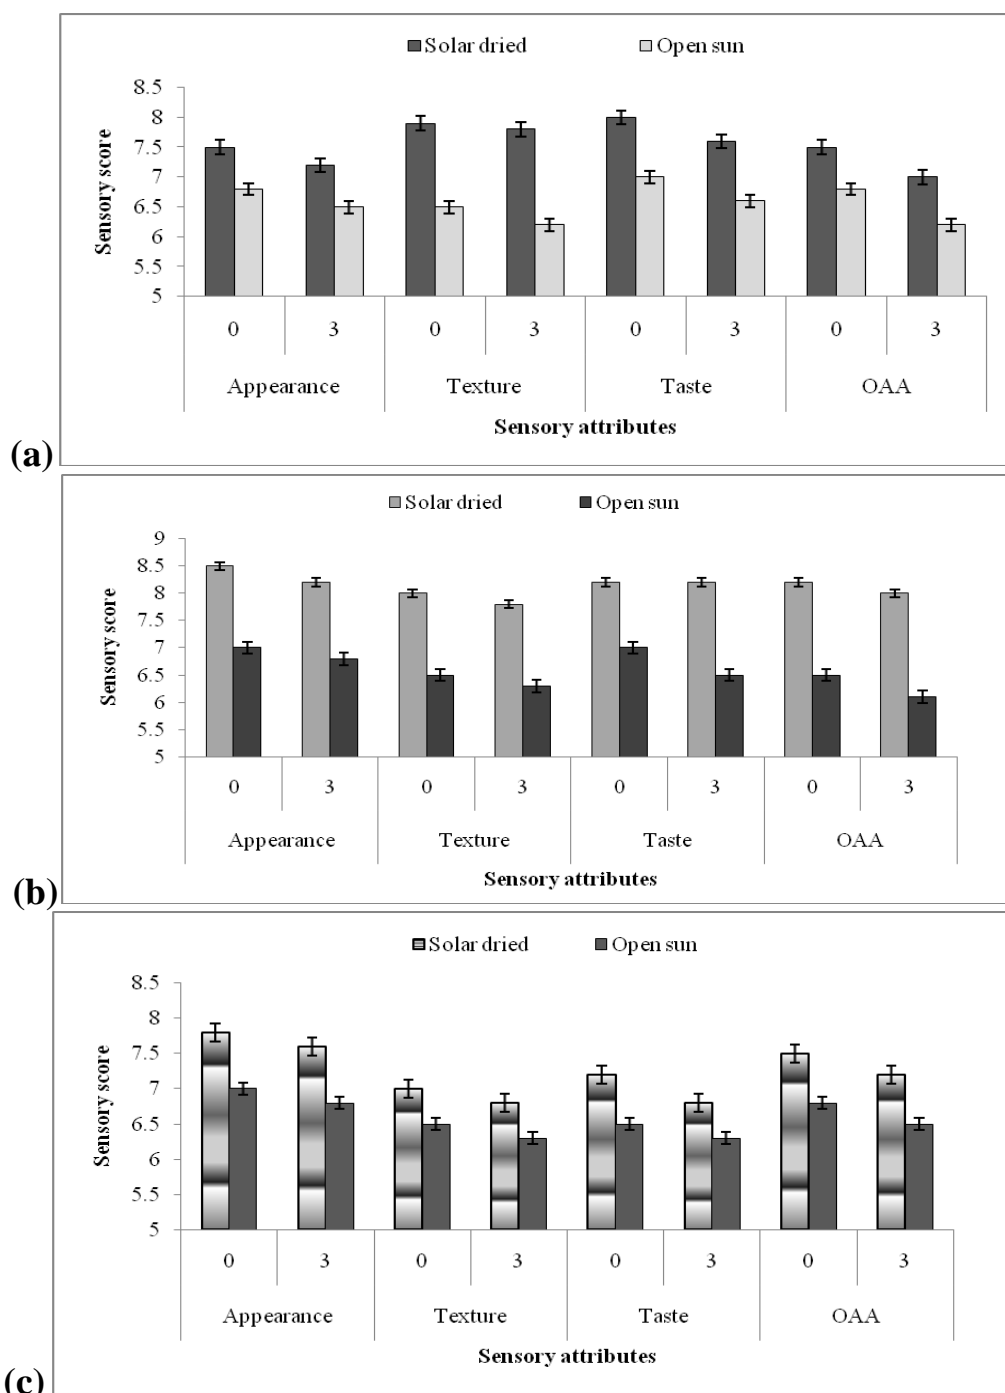 Solar dried Open sun
8.5
8
7.5
7
6.5
6
5.5
5
Sensory score
0 3 0 3 0 3 0 3
Appearance Texture Taste OAA
Sensory attributes
(a)
Solar dried Open sun
9
8.5
8
7.5
7
6.5
6
5.5
5
Sensory score
0 3 0 3 0 3 0 3
Appearance Texture Taste OAA
Sensory attributes
(b)
Solar dried Open sun
8.5
8
7.5
7
6.5
6
5.5
5
Sensory score
0 3 0 3 0 3 0 3
Appearance Texture Taste OAA
Sensory attributes
(c)